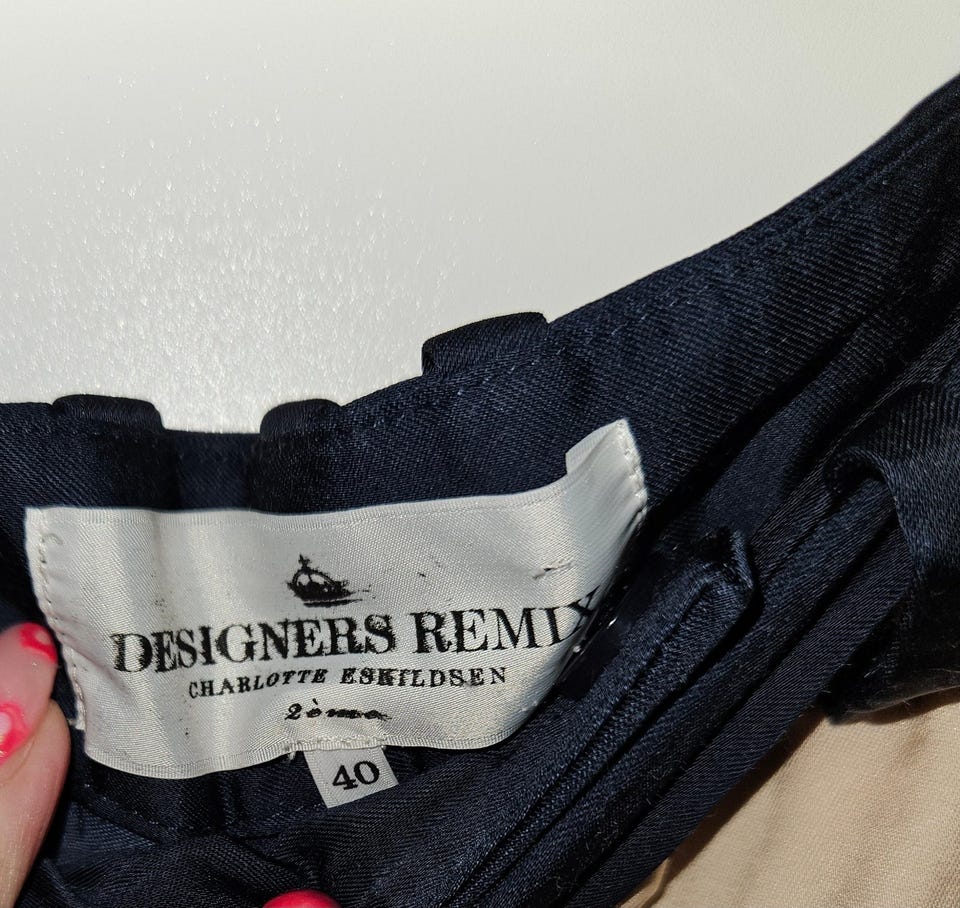 DESIGNERS REMIX
CHARLOTTE ESKILDSEN
2ème
40